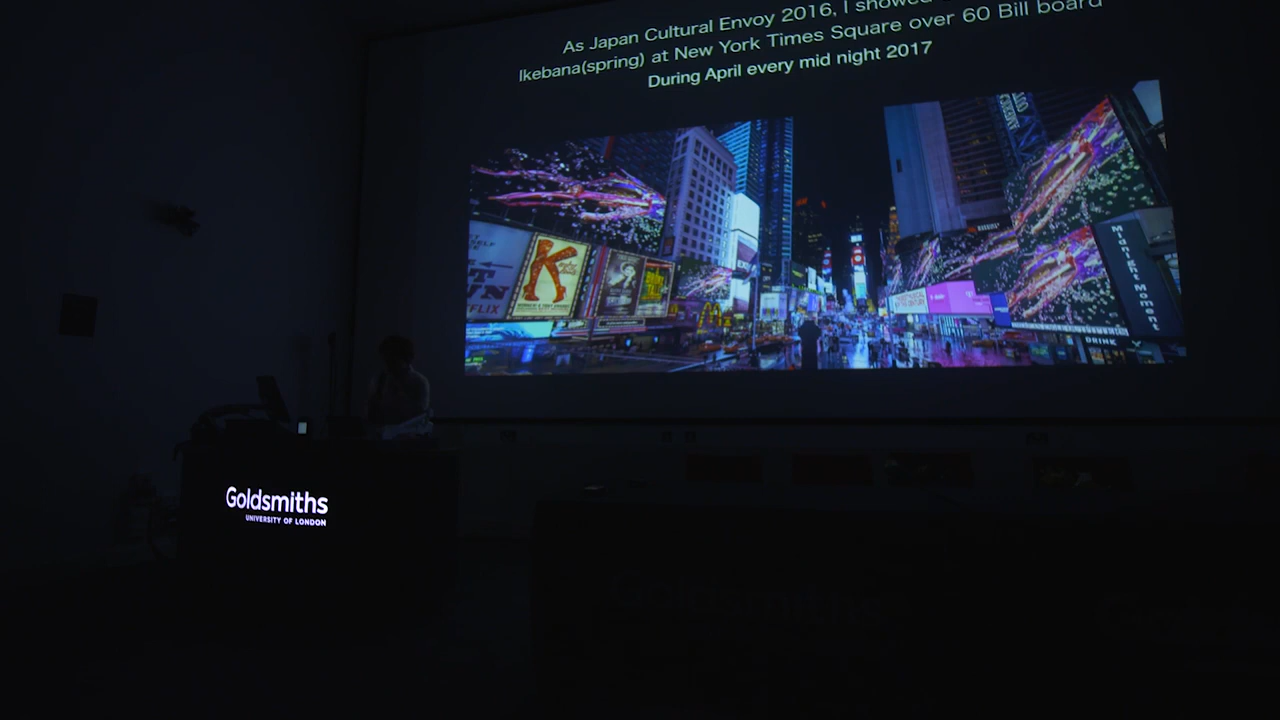 As Japan Cultural Envoy 2016, I showed
Ikebana(spring) at New York Times Square over 60 Bill board
During April every mid night 2017
Midnight Moment
DRINK
Goldsmiths
UNIVERSITY OF LONDON